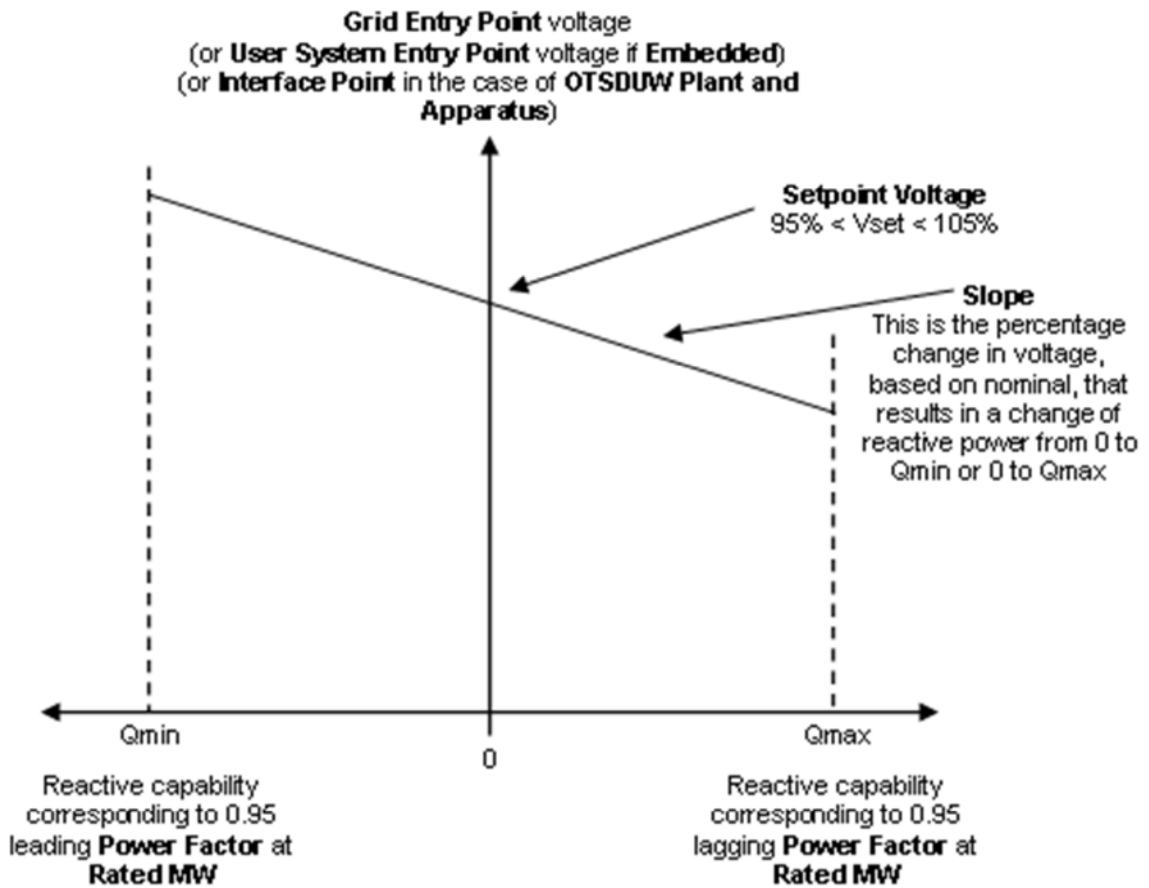 Grid Entry Point voltage
(or User System Entry Point voltage if Embedded)
(or Interface Point in the case of OTSDUW Plant and
Apparatus)
Setpoint Voltage
95% < Vset < 105%
Slope
This is the percentage
change in voltage,
based on nominal, that
results in a change of
reactive power from 0 to
Qmin or 0 to Qmax
Qmin
0
Qmax
Reactive capability
corresponding to 0.95
leading Power Factor at
Rated MW
Reactive capability
corresponding to 0.95
lagging Power Factor at
Rated MW